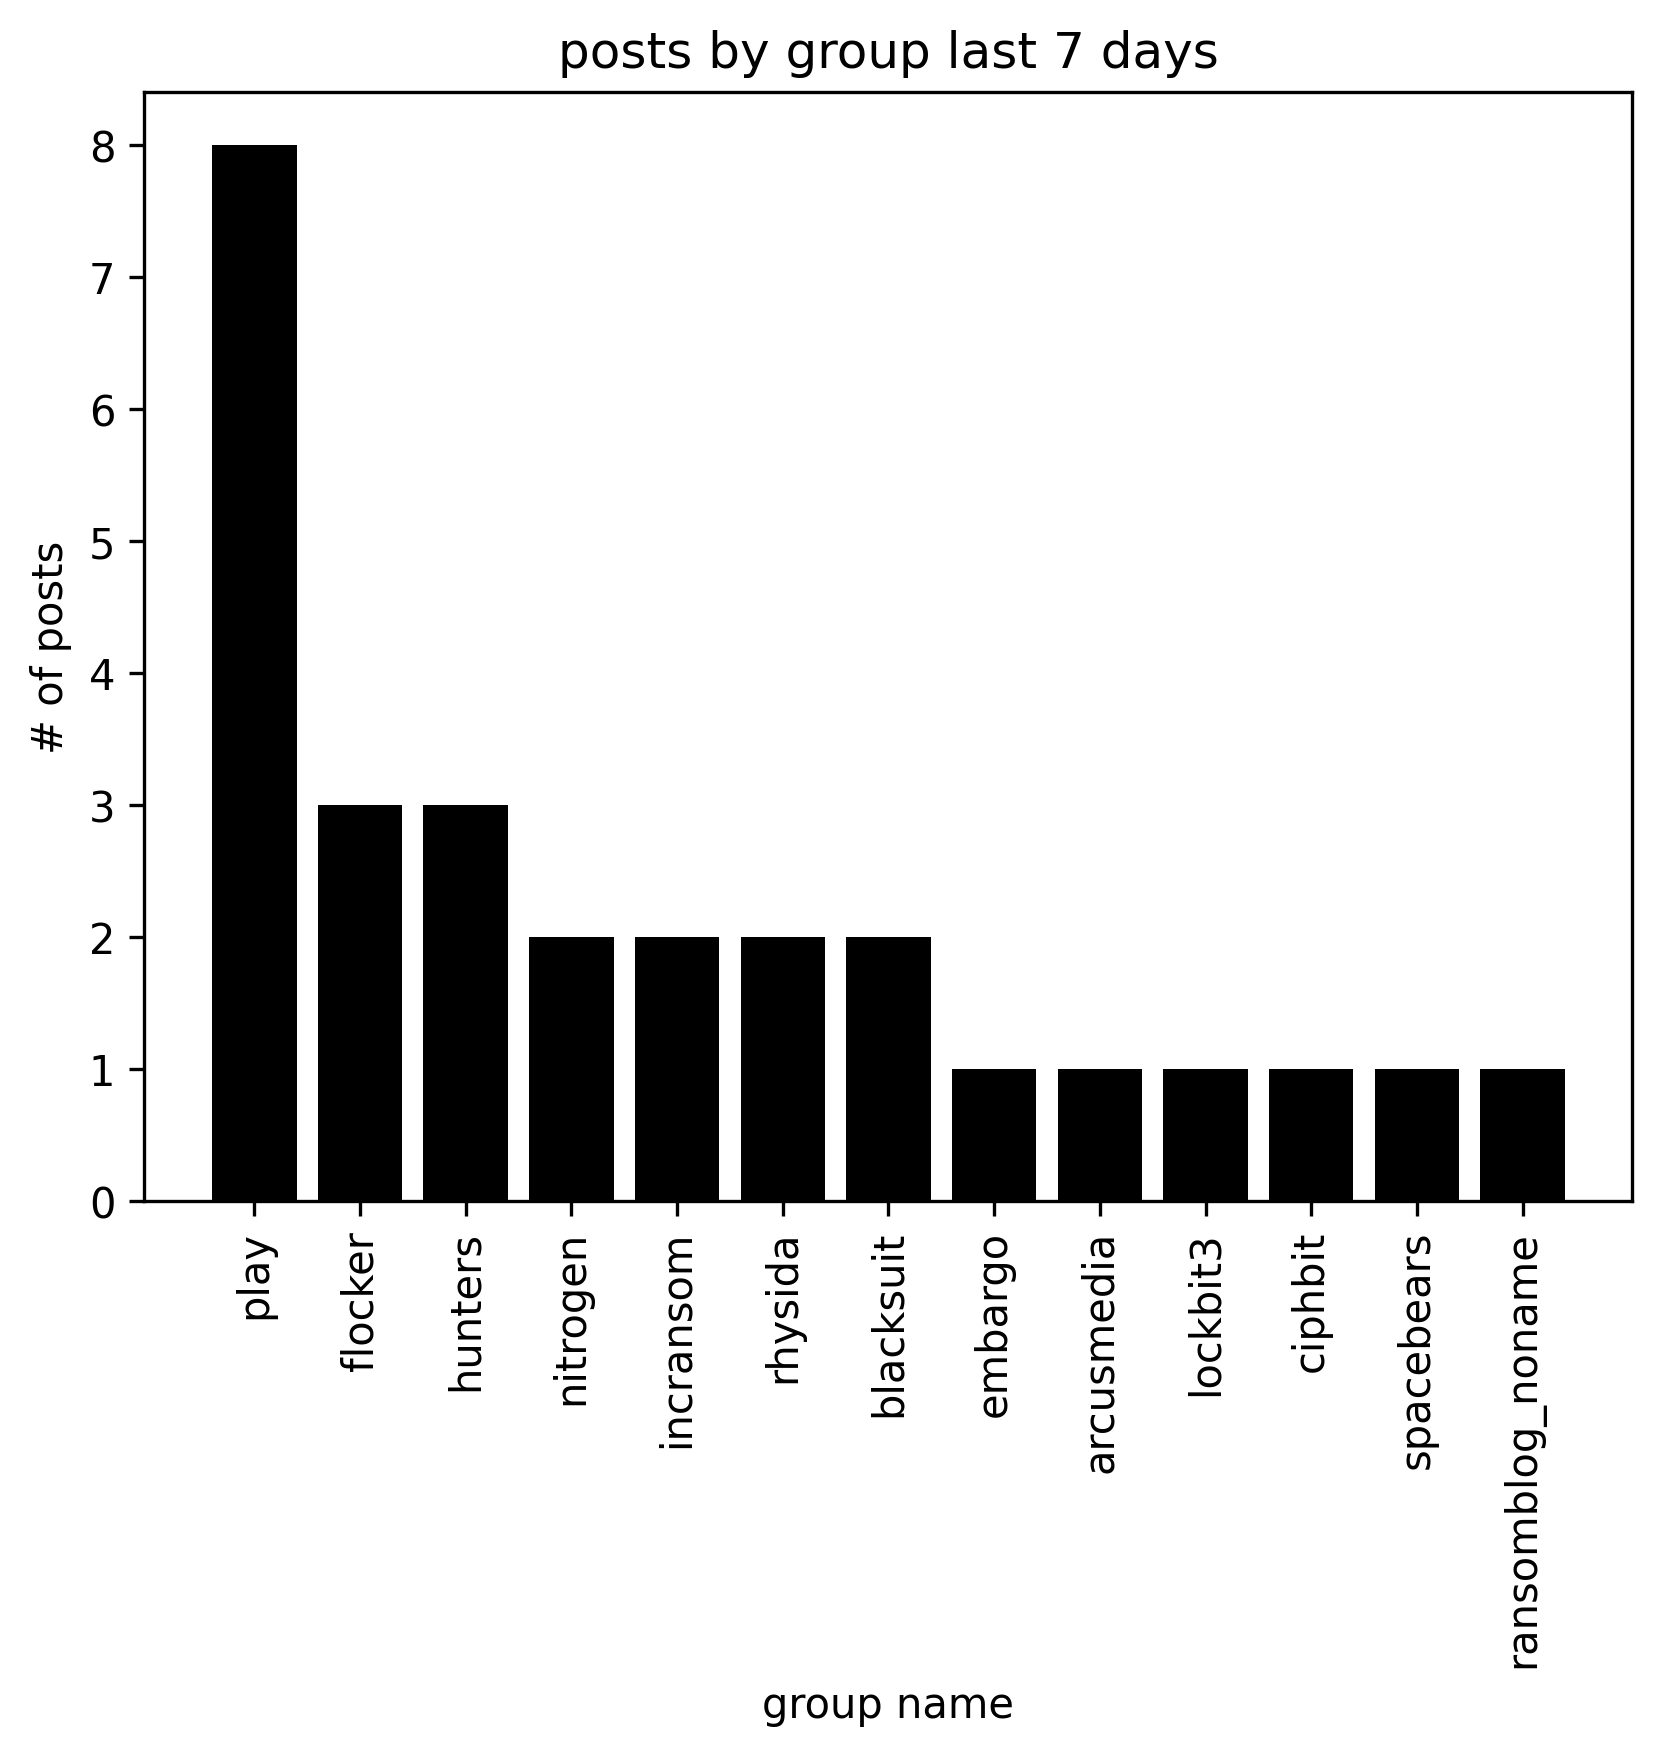 posts by group last 7 days
# of posts
8
7
6
5
4
3
2
1
0
play
flocker
hunters
nitrogen
incransom
rhysida
blacksuit
embargo
arcusmedia
lockbit3
ciphbit
spacebears
ransomblog_noname
group name